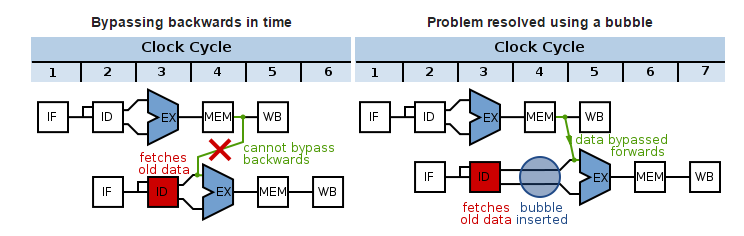 Bypassing backwards in time
Clock Cycle
1 2 3 4 5 6
IF ID EX MEM WB
cannot bypass
backwards
fetches
old data
IF ID EX MEM WB
Problem resolved using a bubble
Clock Cycle
1 2 3 4 5 6 7
IF ID EX MEM WB
data bypassed
forwards
IF ID EX MEM WB
fetches
old data
bubble
inserted